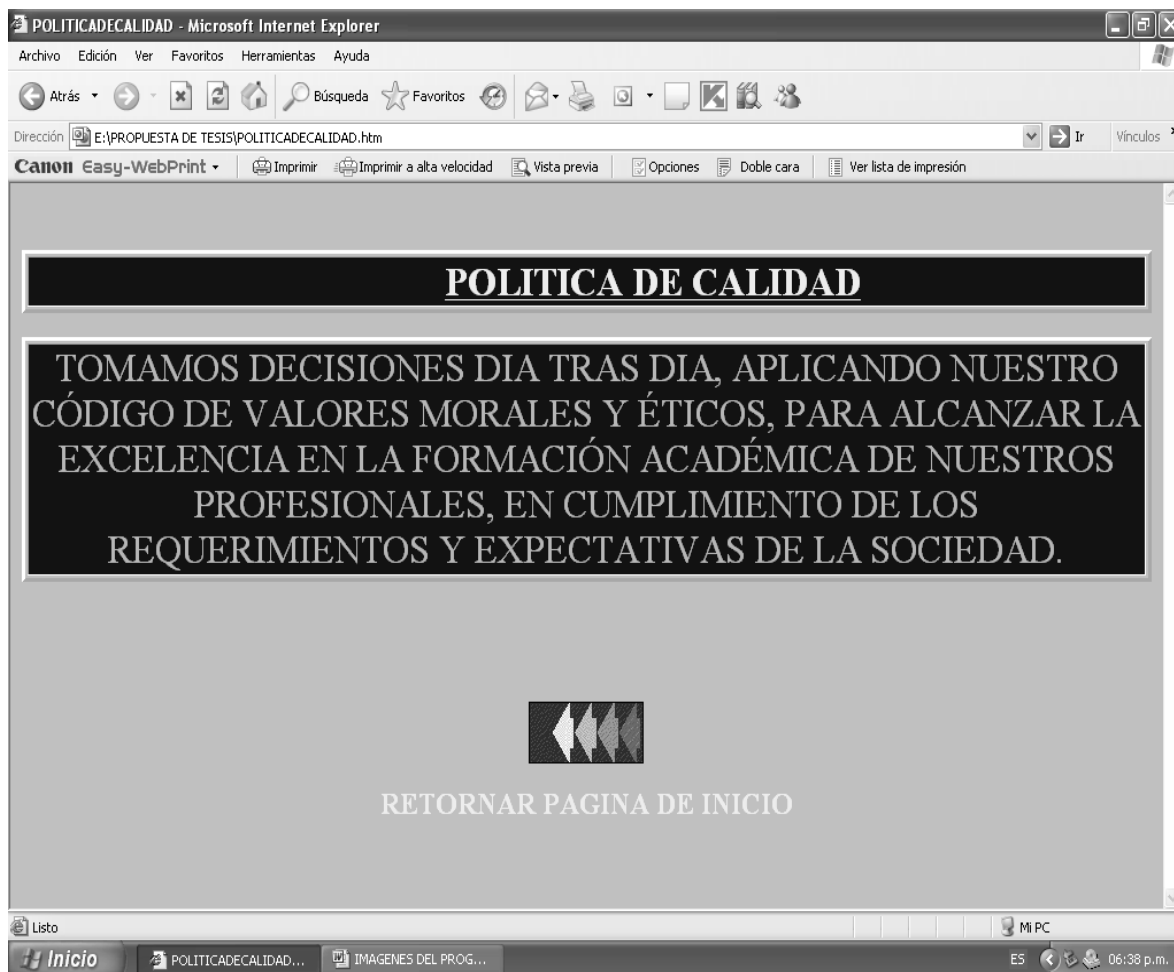 POLITICADECALIDAD - Microsoft Internet Explorer
Archivo Edición Ver Favoritos Herramientas Ayuda
Atrás Búsqueda Favoritos
Dirección E:\PROPUESTA DE TESIS\POLITICADECALIDAD.htm Ir Vínculos
Canon Easy-WebPrint Imprimir Imprimir a alta velocidad Vista previa Opciones Doble cara Ver lista de impresión
POLITICA DE CALIDAD
TOMAMOS DECISIONES DIA TRAS DIA, APLICANDO NUESTRO
CÓDIGO DE VALORES MORALES Y ÉTICOS, PARA ALCANZAR LA
EXCELENCIA EN LA FORMACIÓN ACADÉMICA DE NUESTROS
PROFESIONALES, EN CUMPLIMIENTO DE LOS
REQUERIMIENTOS Y EXPECTATIVAS DE LA SOCIEDAD.
RETORNAR PAGINA DE INICIO
Listo Mi PC
Inicio POLITICADECALIDAD... IMAGENES DEL PROG... ES 06:38 p.m.